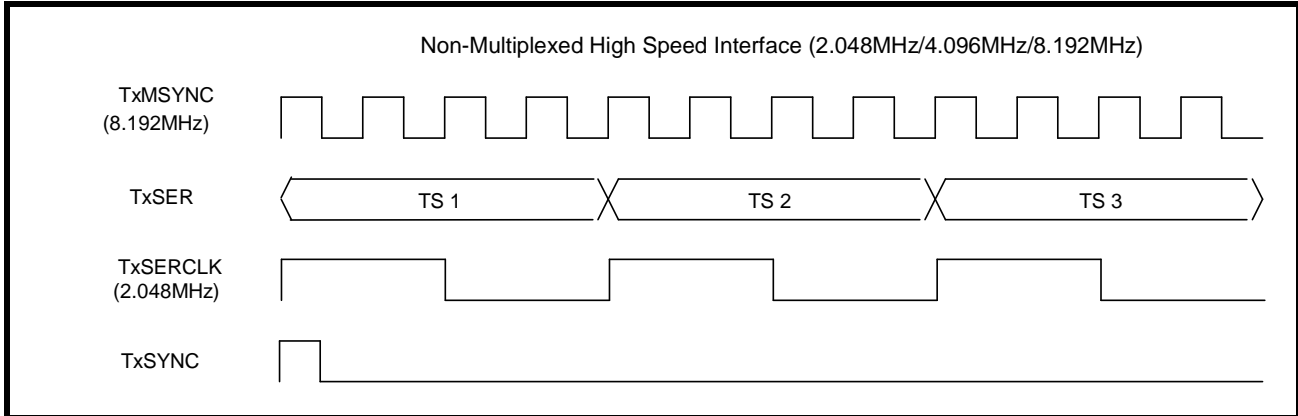 Non-Multiplexed High Speed Interface (2.048MHz/4.096MHz/8.192MHz)
TxMSYNC
(8.192MHz)
TxSER
TS 1
TS 2
TS 3
TxSERCLK
(2.048MHz)
TxSYNC